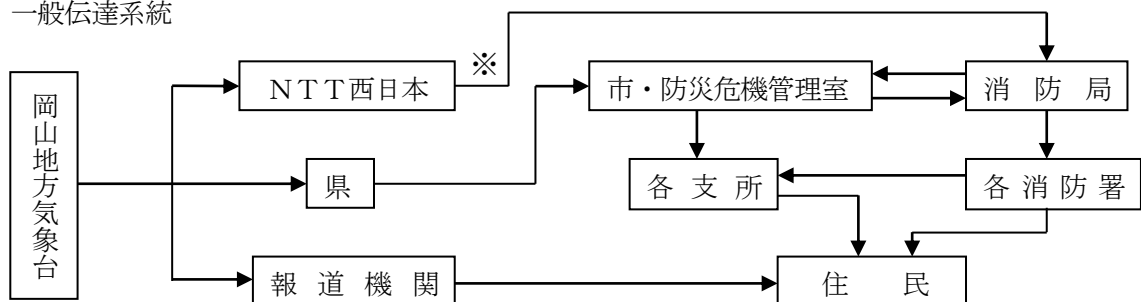 一般伝達系統
岡山地方気象台
NTT西日本
※
市・防災危機管理室
消防局
県
各支所
各消防署
報道機関
住民